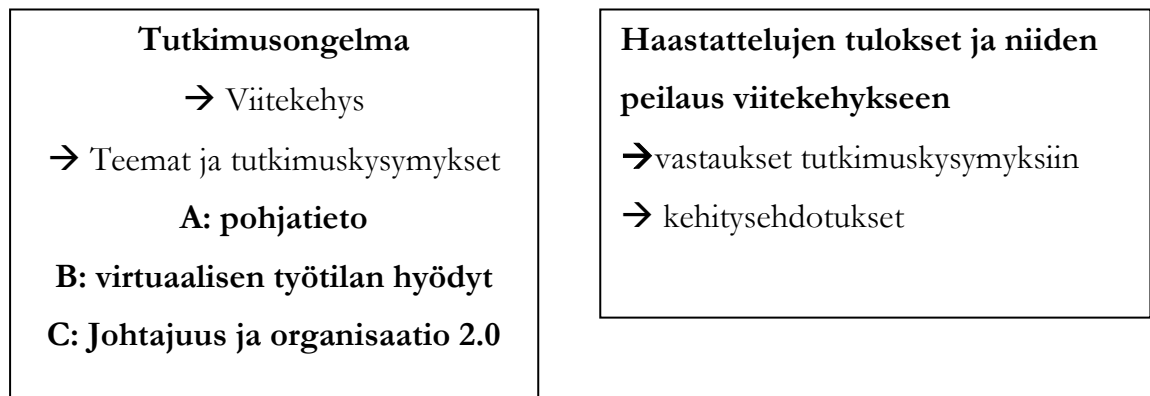 Tutkimusongelma
→ Viitekehys
→ Teemat ja tutkimuskysymykset
A: pohjatieto
B: virtuaalisen työtilan hyödyt
C: Johtajuus ja organisaatio 2.0
Haastattelujen tulokset ja niiden
peilaus viitekehykseen
→vastaukset tutkimuskysymyksiin
→ kehitysehdotukset